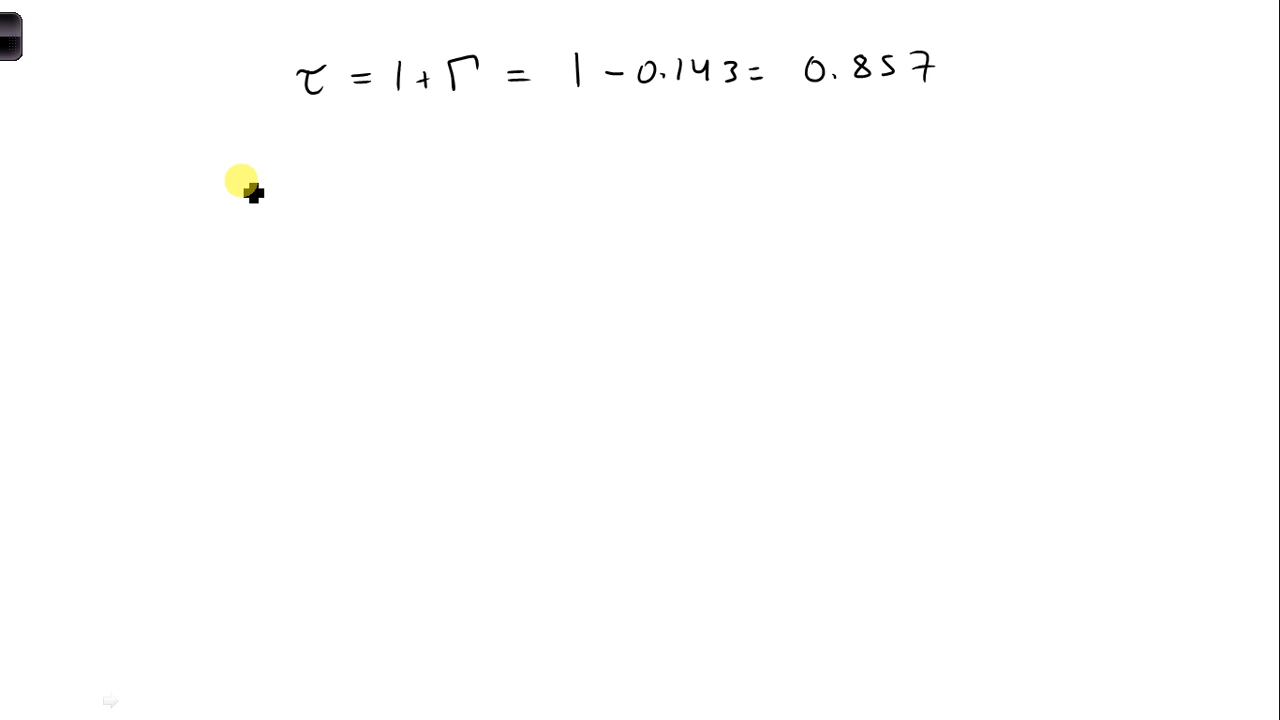 τ = 1 + Γ = 1 - 0.143 = 0.857